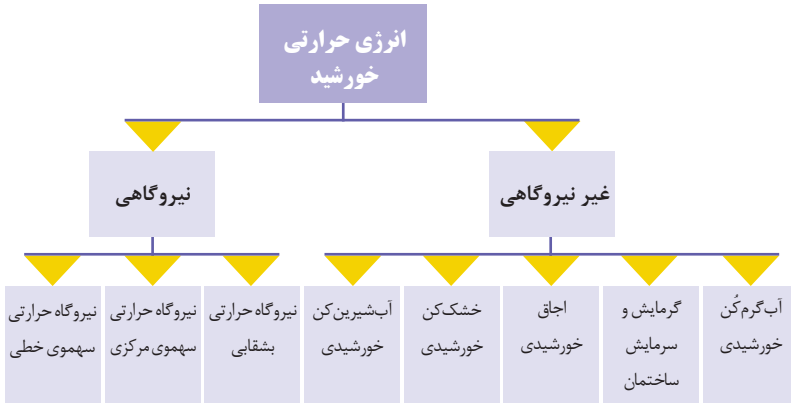 انرژی حرارتی
خورشید
غیر نیروگاهی
نیروگاهی
آب‌گرم‌کُن
خورشیدی
گرمایش و
سرمایش
ساختمان
اجاق
خورشیدی
خشک‌کن
خورشیدی
آب‌شیرین‌کن
خورشیدی
نیروگاه حرارتی
بشقابی
نیروگاه حرارتی
سهموی مرکزی
نیروگاه حرارتی
سهموی خطی